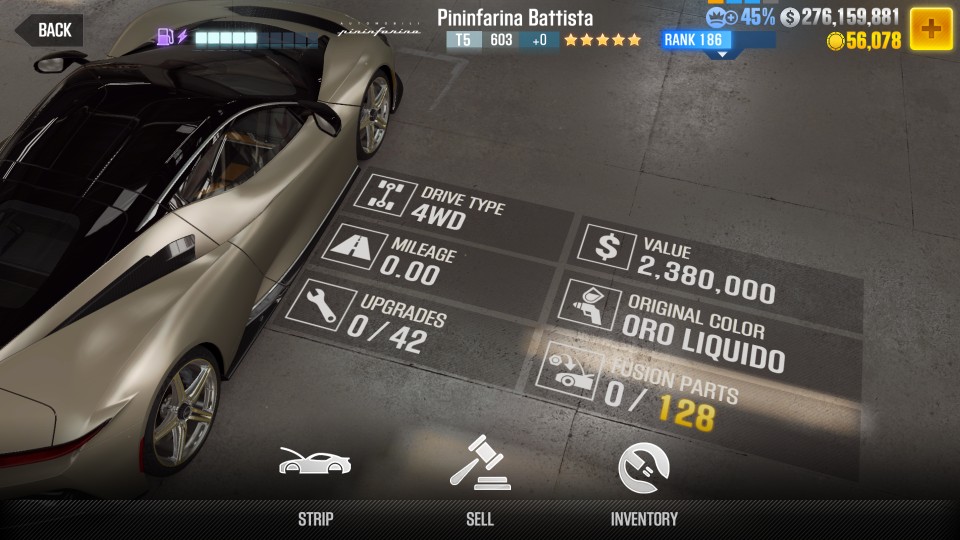 BACK
AUTOMOBILI
pininfarina
Pininfarina Battista
T5 603 +0
45%
276,159,881
RANK 186
56,078
DRIVE TYPE
4WD
MILEAGE
0.00
UPGRADES
0 / 42
VALUE
2,380,000
ORIGINAL COLOR
ORO LIQUIDO
FUSION PARTS
0 / 128
STRIP
SELL
INVENTORY